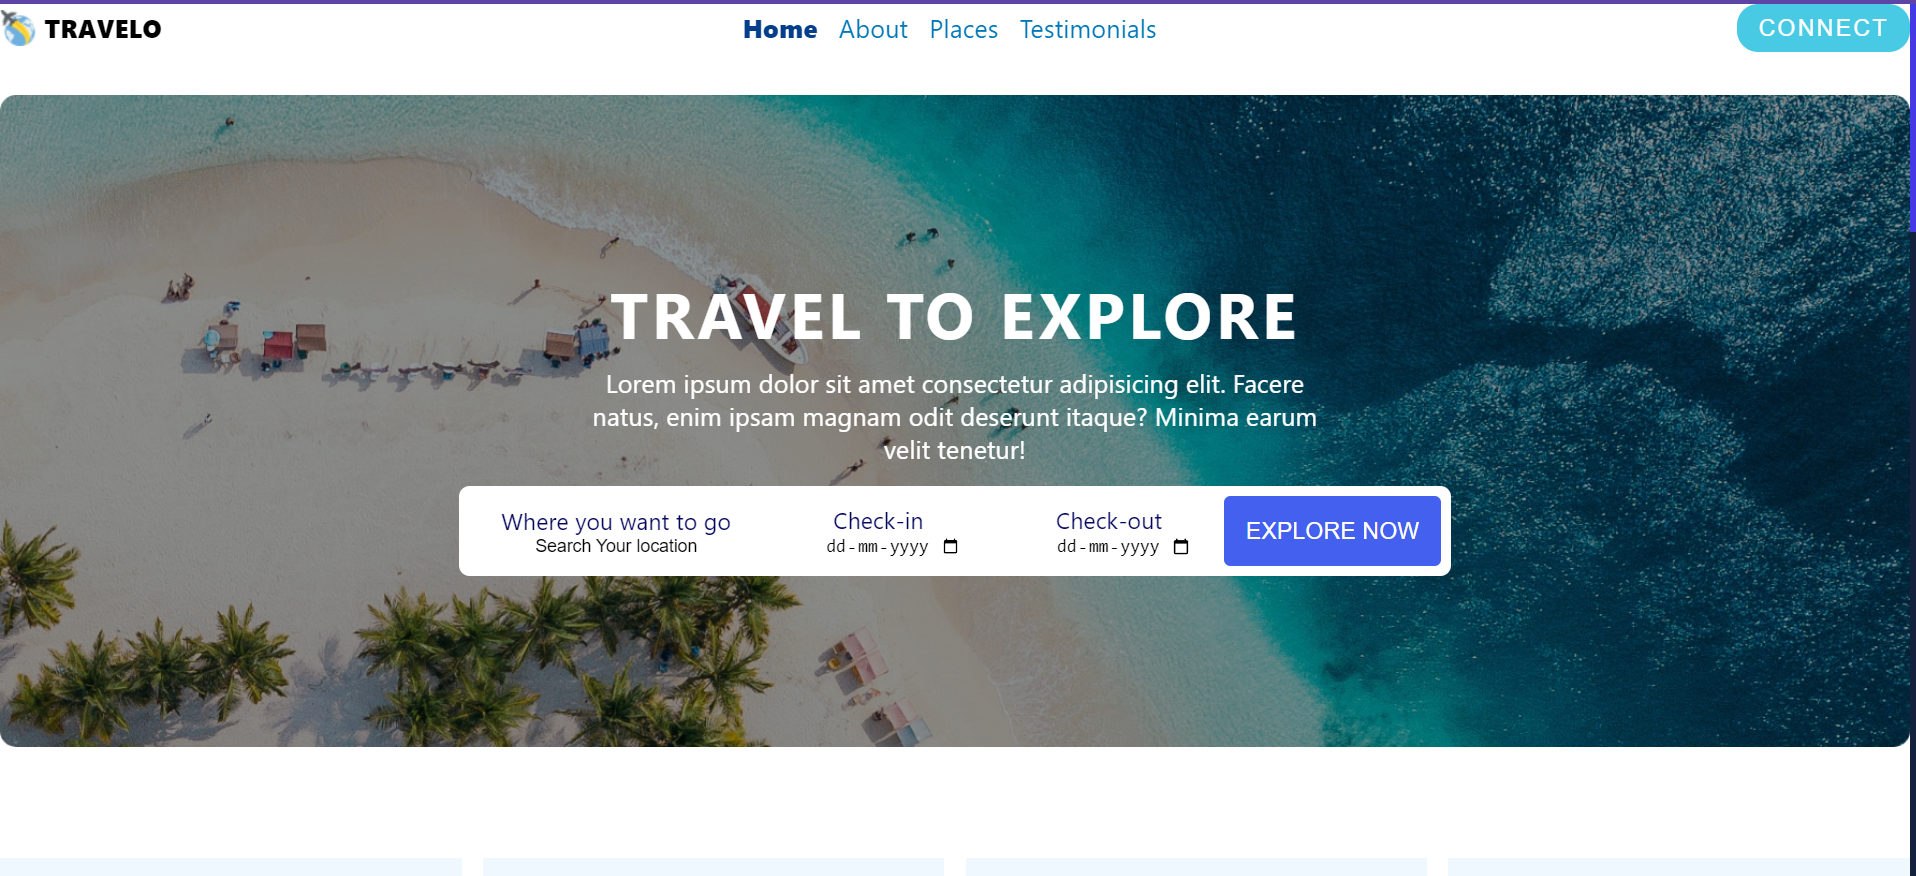 TRAVELO
Home About Places Testimonials
CONNECT
TRAVEL TO EXPLORE
Lorem ipsum dolor sit amet consectetur adipisicing elit. Facere
natus, enim ipsam magnam odit deserunt itaque? Minima earum
velit tenetur!
Where you want to go
Search Your location
Check-in
dd-mm-yyyy
Check-out
dd-mm-yyyy
EXPLORE NOW